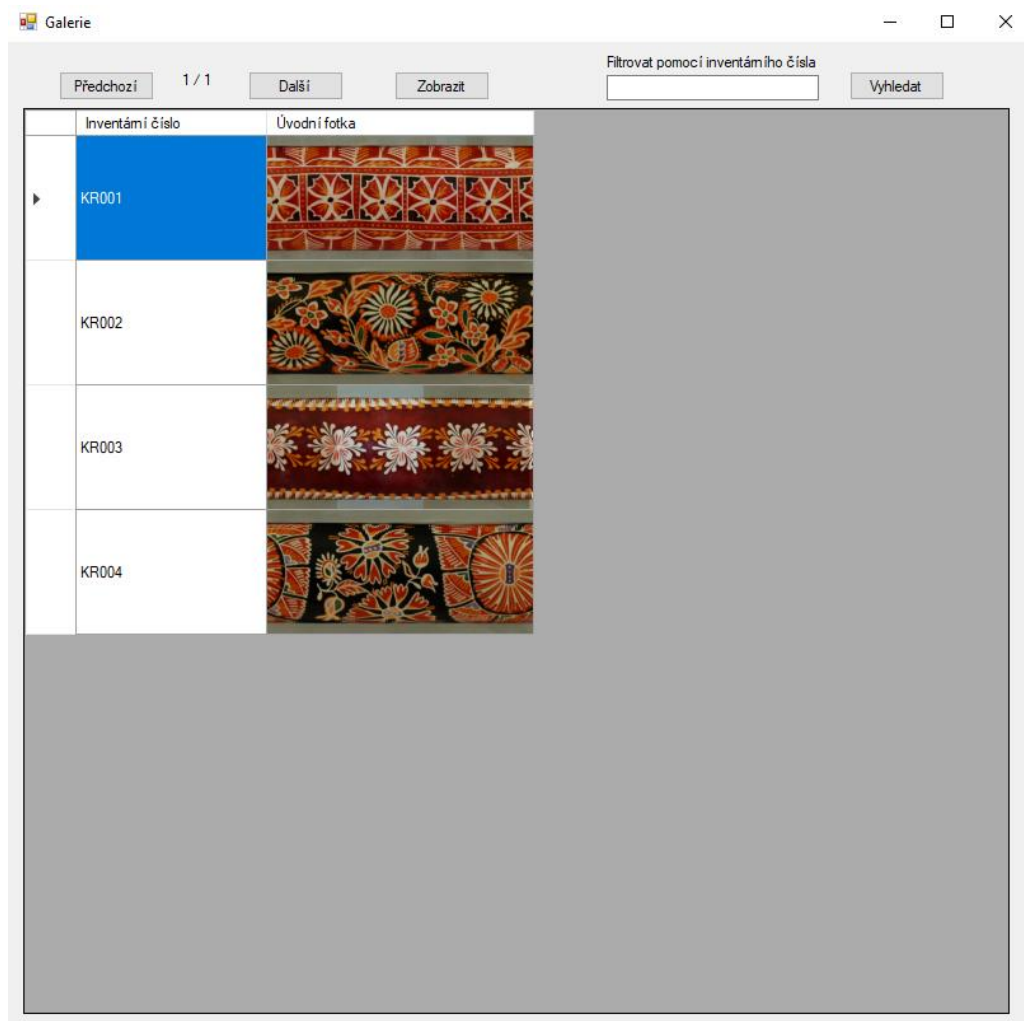 Galerie
Filtrovat pomocí inventárního čísla
Předchozí 1 / 1 Další Zobrazit Vyhledat
Inventární číslo Úvodní fotka
KR001
KR002
KR003
KR004